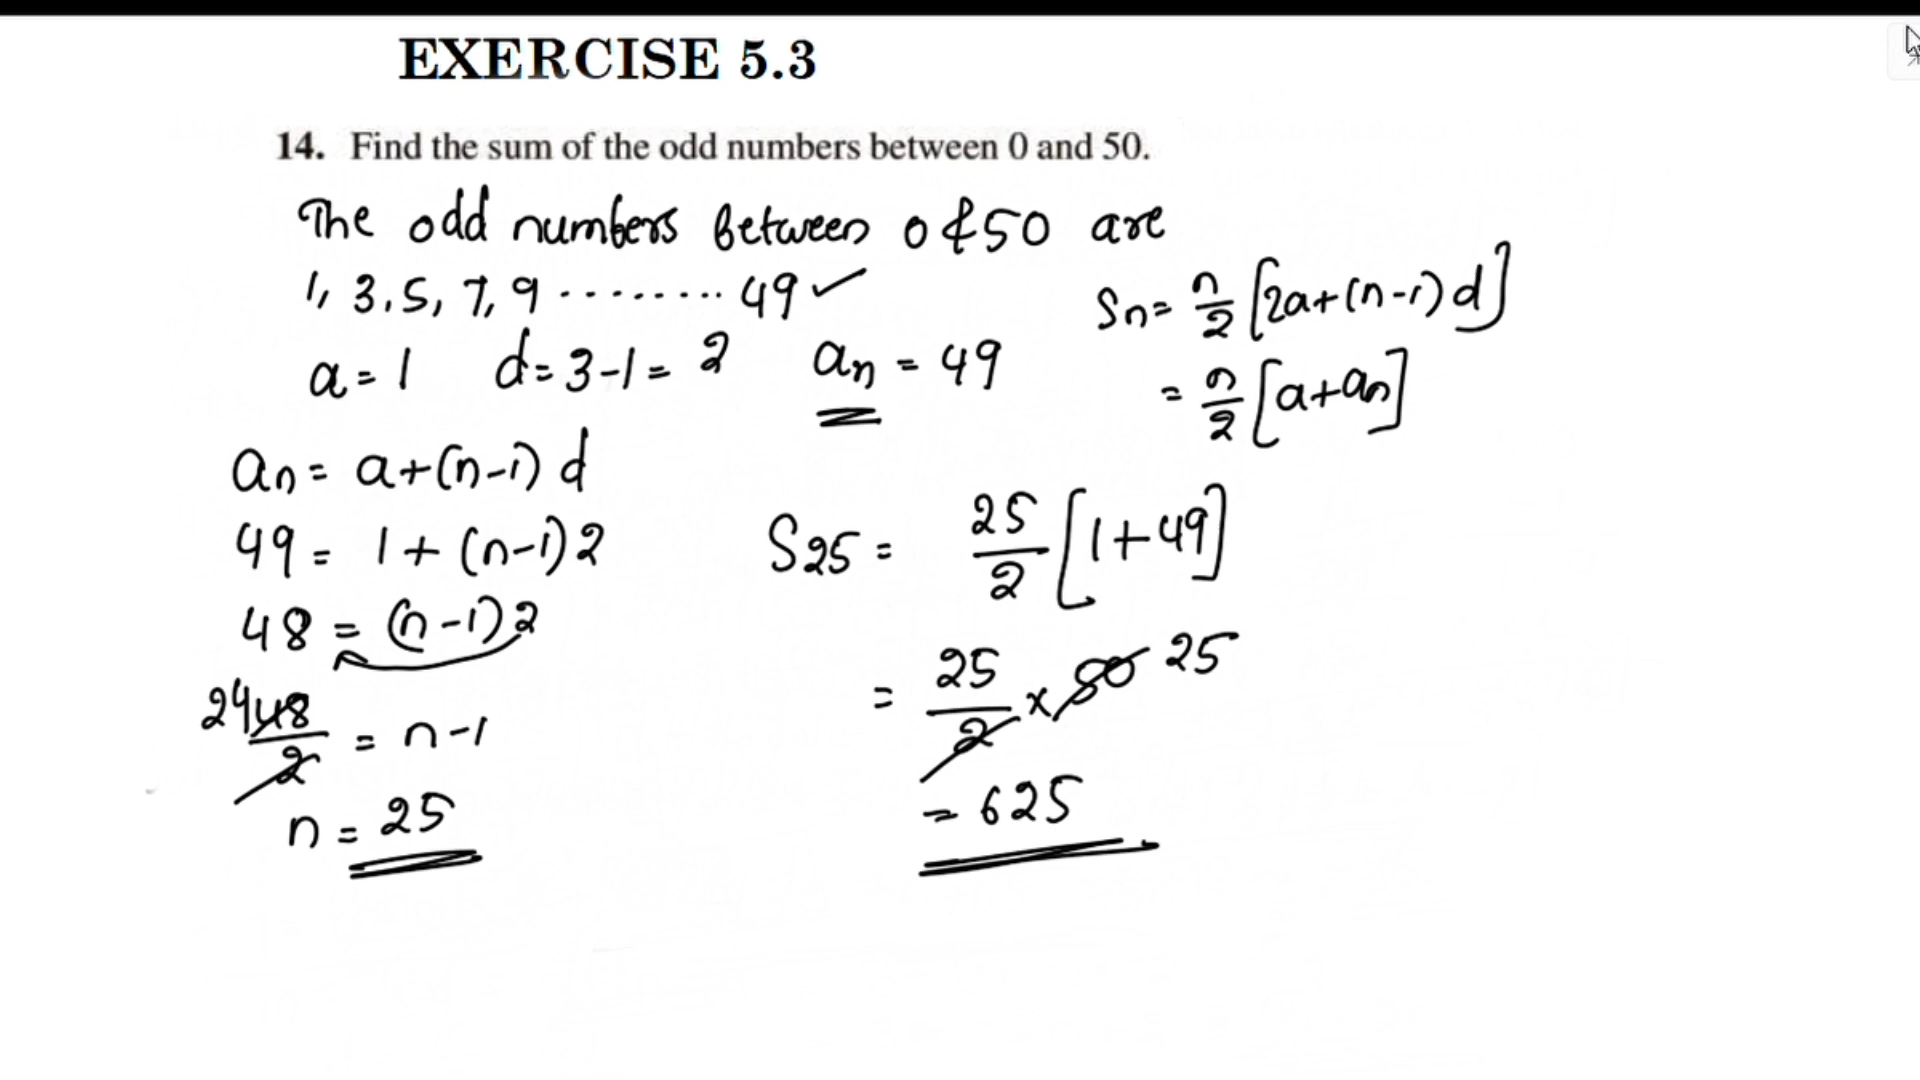 EXERCISE 5.3
14. Find the sum of the odd numbers between 0 and 50.
The odd numbers between 0 & 50 are
1, 3, 5, 7, 9 ......... 49 ✓
a = 1 d = 3-1 = 2 an = 49
an = a+(n-1) d
49 = 1 + (n-1)2
48 = (n-1)2
24 48/2 = n-1
n = 25
Sn = n/2 [2a+(n-1)d]
= n/2 [a+an]
S25 = 25/2 [1+49]
= 25/2 × 50 25
= 625